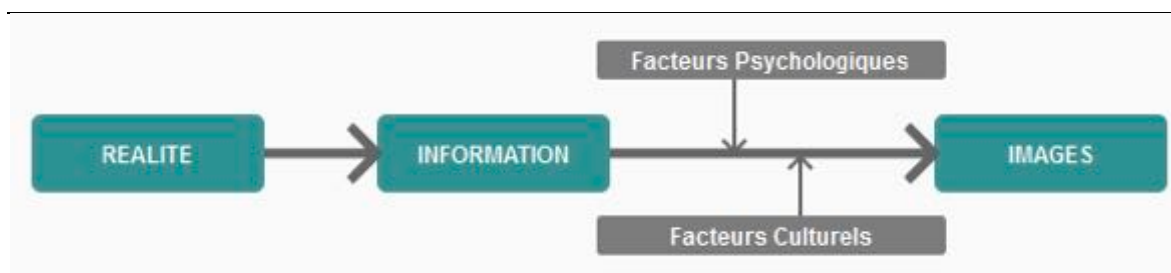 Facteurs Psychologiques
REALITE
INFORMATION
IMAGES
Facteurs Culturels